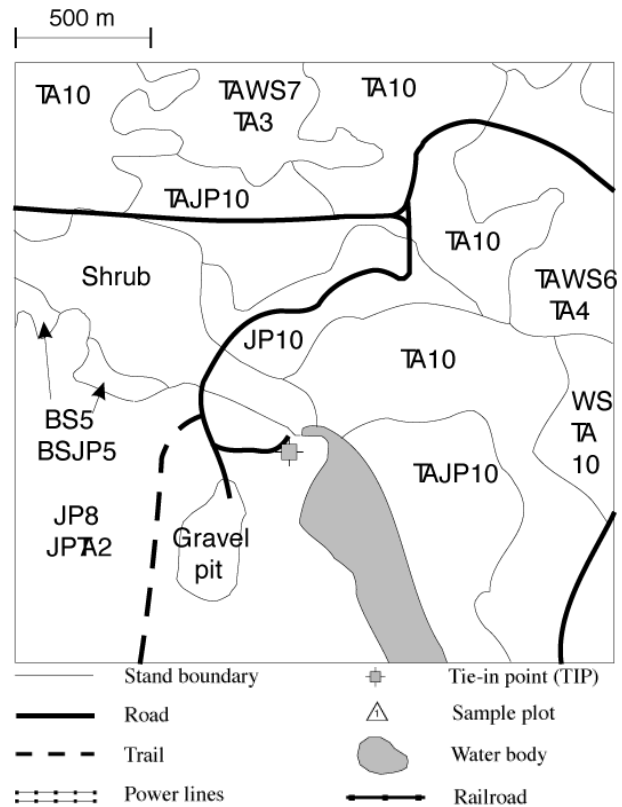 500 m
TA10
TAWS7
TA3
TA10
TAJP10
TA10
Shrub
TAWS6
TA4
JP10
TA10
WS
TA
10
BS5
BSJP5
TAJP10
JP8
JPTA2
Gravel
pit
Stand boundary
Tie-in point (TIP)
Road
1
Sample plot
Trail
Water body
Power lines
Railroad